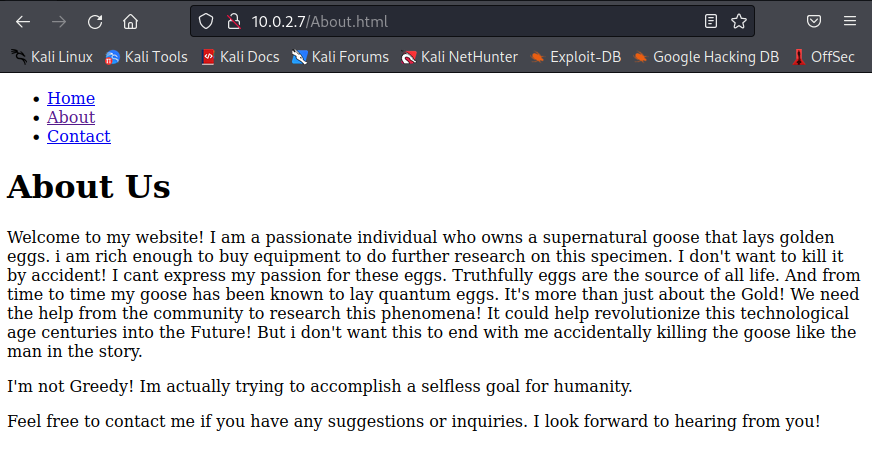 10.0.2.7/About.html
Kali Linux Kali Tools Kali Docs Kali Forums Kali NetHunter Exploit-DB Google Hacking DB OffSec
Home
About
Contact
About Us
Welcome to my website! I am a passionate individual who owns a supernatural goose that lays golden
eggs. i am rich enough to buy equipment to do further research on this specimen. I don't want to kill it
by accident! I cant express my passion for these eggs. Truthfully eggs are the source of all life. And from
time to time my goose has been known to lay quantum eggs. It's more than just about the Gold! We need
the help from the community to research this phenomena! It could help revolutionize this technological
age centuries into the Future! But i don't want this to end with me accidentally killing the goose like the
man in the story.
I'm not Greedy! Im actually trying to accomplish a selfless goal for humanity.
Feel free to contact me if you have any suggestions or inquiries. I look forward to hearing from you!